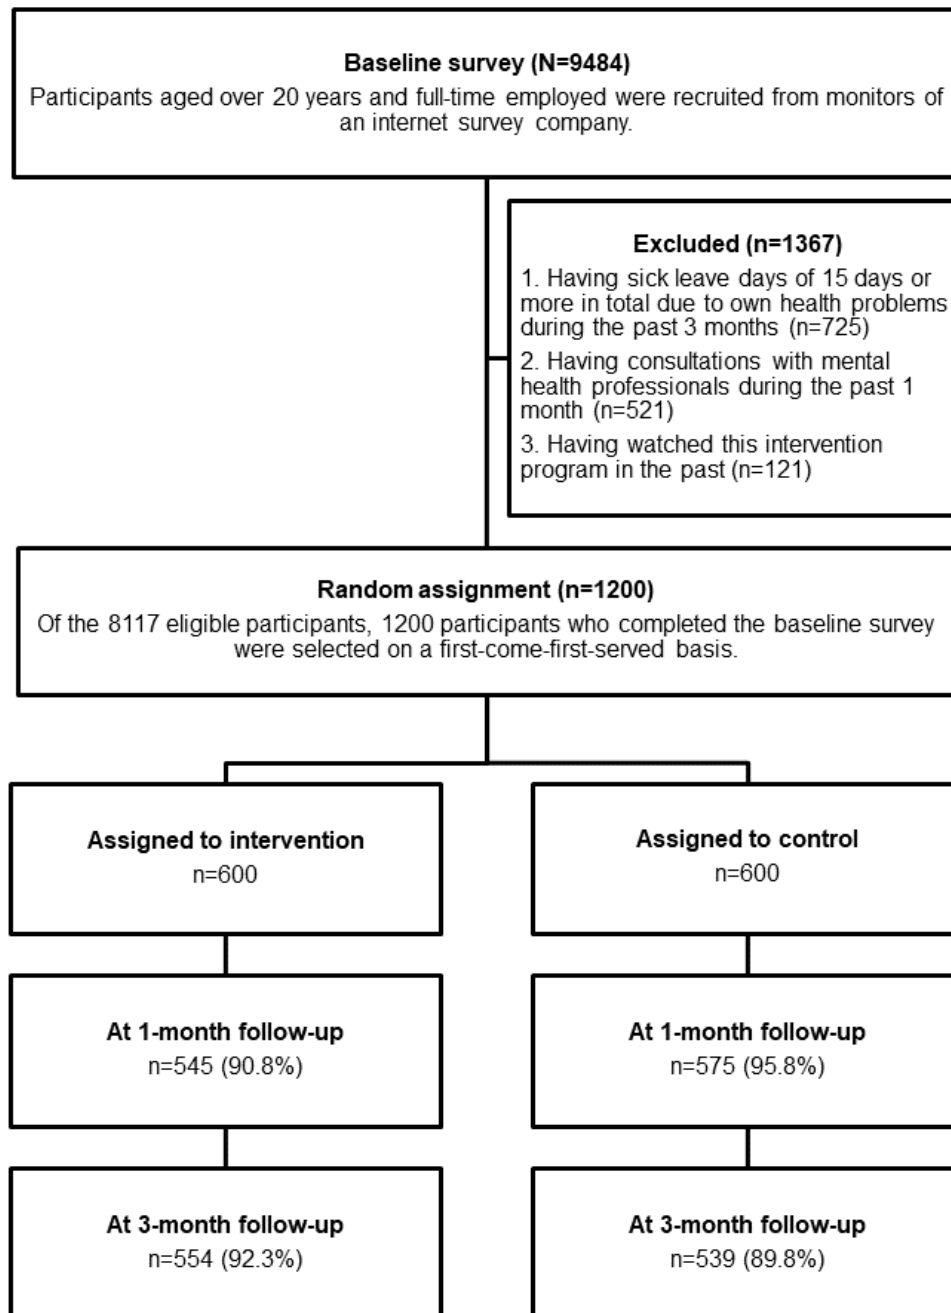 Baseline survey (N=9484)
Participants aged over 20 years and full-time employed were recruited from monitors of
an internet survey company.
Excluded (n=1367)
1. Having sick leave days of 15 days or
more in total due to own health problems
during the past 3 months (n=725)
2. Having consultations with mental
health professionals during the past 1
month (n=521)
3. Having watched this intervention
program in the past (n=121)
Random assignment (n=1200)
Of the 8117 eligible participants, 1200 participants who completed the baseline survey
were selected on a first-come-first-served basis.
Assigned to intervention
n=600
Assigned to control
n=600
At 1-month follow-up
n=545 (90.8%)
At 1-month follow-up
n=575 (95.8%)
At 3-month follow-up
n=554 (92.3%)
At 3-month follow-up
n=539 (89.8%)